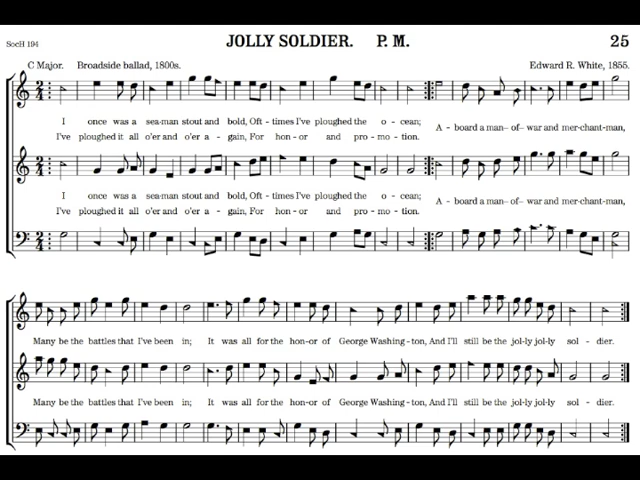 JOLLY SOLDIER. P. M. 25
SocH 194
C Major. Broadside ballad, 1800s. Edward R. White, 1855.
I once was a sea-man stout and bold, Oft-times I've ploughed the o-cean;
I've ploughed it all o'er and o'er a-gain, For hon-or and pro-mo-tion.
A-board a man-of-war and mer-chant-man,
I once was a sea-man stout and bold, Oft-times I've ploughed the o-cean;
I've ploughed it all o'er and o'er a-gain, For hon-or and pro-mo-tion.
A-board a man-of-war and mer-chant-man,
Many be the battles that I've been in; It was all for the hon-or of George Washing-ton, And I'll still be the jol-ly jol-ly sol-dier.
Many be the battles that I've been in; It was all for the hon-or of George Washing-ton, And I'll still be the jol-ly jol-ly sol-dier.